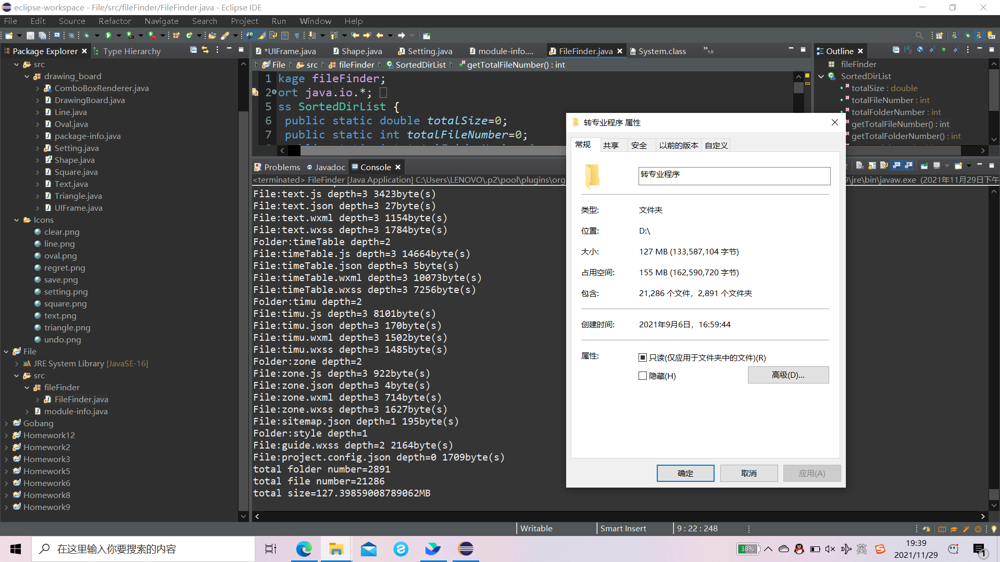 eclipse-workspace - File/src/fileFinder/FileFinder.java - Eclipse IDE
File Edit Source Refactor Navigate Search Project Run Window Help
Package Explorer
Type Hierarchy
src
drawing_board
ComboBoxRenderer.java
DrawingBoard.java
Line.java
Oval.java
package-info.java
Setting.java
Shape.java
Square.java
Text.java
Triangle.java
UIFrame.java
Icons
clear.png
line.png
oval.png
regret.png
save.png
setting.png
square.png
text.png
triangle.png
undo.png
File
JRE System Library [JavaSE-16]
src
fileFinder
FileFinder.java
module-info.java
Gobang
Homework12
Homework2
Homework3
Homework5
Homework6
Homework8
Homework9
*UIFrame.java Shape.java Setting.java module-info.... FileFinder.java System.class »18
File src fileFinder SortedDirList getTotalFileNumber() : int
1 kage fileFinder;
2 ort java.io.*;
5 ss SortedDirList {
6 public static double totalSize=0;
7 public static int totalFileNumber=0;
Problems Javadoc Console
<terminated> FileFinder [Java Application] C:\Users\LENOVO\.p2\pool\plugins\org
9\jre\bin\javaw.exe (2021年11月29日下午
File:text.js depth=3 3423byte(s)
File:text.json depth=3 27byte(s)
File:text.wxml depth=3 1154byte(s)
File:text.wxss depth=3 1784byte(s)
Folder:timeTable depth=2
File:timeTable.js depth=3 14664byte(s)
File:timeTable.json depth=3 5byte(s)
File:timeTable.wxml depth=3 10073byte(s)
File:timeTable.wxss depth=3 7256byte(s)
Folder:timu depth=2
File:timu.js depth=3 8101byte(s)
File:timu.json depth=3 170byte(s)
File:timu.wxml depth=3 1502byte(s)
File:timu.wxss depth=3 1485byte(s)
Folder:zone depth=2
File:zone.js depth=3 922byte(s)
File:zone.json depth=3 4byte(s)
File:zone.wxml depth=3 714byte(s)
File:zone.wxss depth=3 1627byte(s)
File:sitemap.json depth=1 195byte(s)
Folder:style depth=1
File:guide.wxss depth=2 2164byte(s)
File:project.config.json depth=0 1709byte(s)
total folder number=2891
total file number=21286
total size=127.39859008789062MB
Outline
fileFinder
SortedDirList
totalSize : double
totalFileNumber : int
totalFolderNumber : int
getTotalFileNumber() : int
getTotalFolderNumber() : int
转专业程序 属性
常规 共享 安全 以前的版本 自定义
转专业程序
类型: 文件夹
位置: D:\
大小: 127 MB (133,587,104 字节)
占用空间: 155 MB (162,590,720 字节)
包含: 21,286 个文件，2,891 个文件夹
创建时间: 2021年9月6日，16:59:44
属性: 只读(仅应用于文件夹中的文件)(R)
隐藏(H)
高级(D)...
确定 取消 应用(A)
Writable Smart Insert 9 : 22 : 248
在这里输入你要搜索的内容
38%
英
19:39
2021/11/29
1